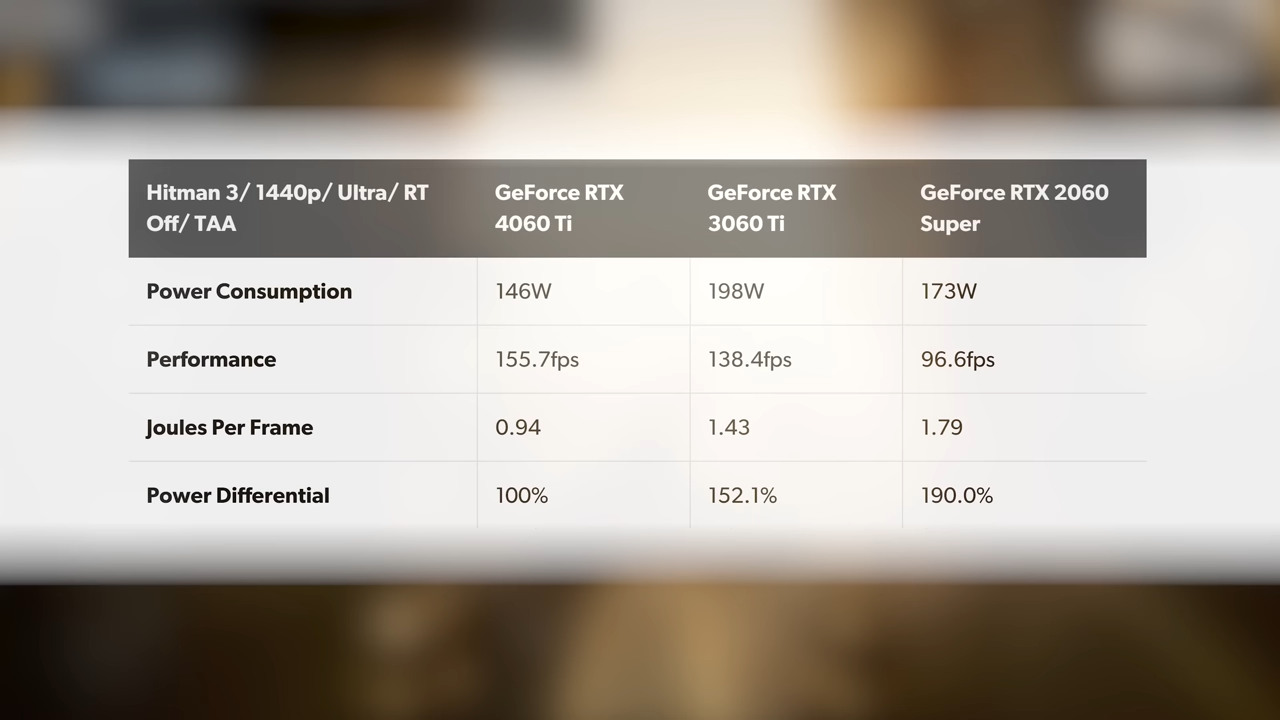 Hitman 3/ 1440p/ Ultra/ RT Off/ TAA GeForce RTX 4060 Ti GeForce RTX 3060 Ti GeForce RTX 2060 Super
Power Consumption 146W 198W 173W
Performance 155.7fps 138.4fps 96.6fps
Joules Per Frame 0.94 1.43 1.79
Power Differential 100% 152.1% 190.0%